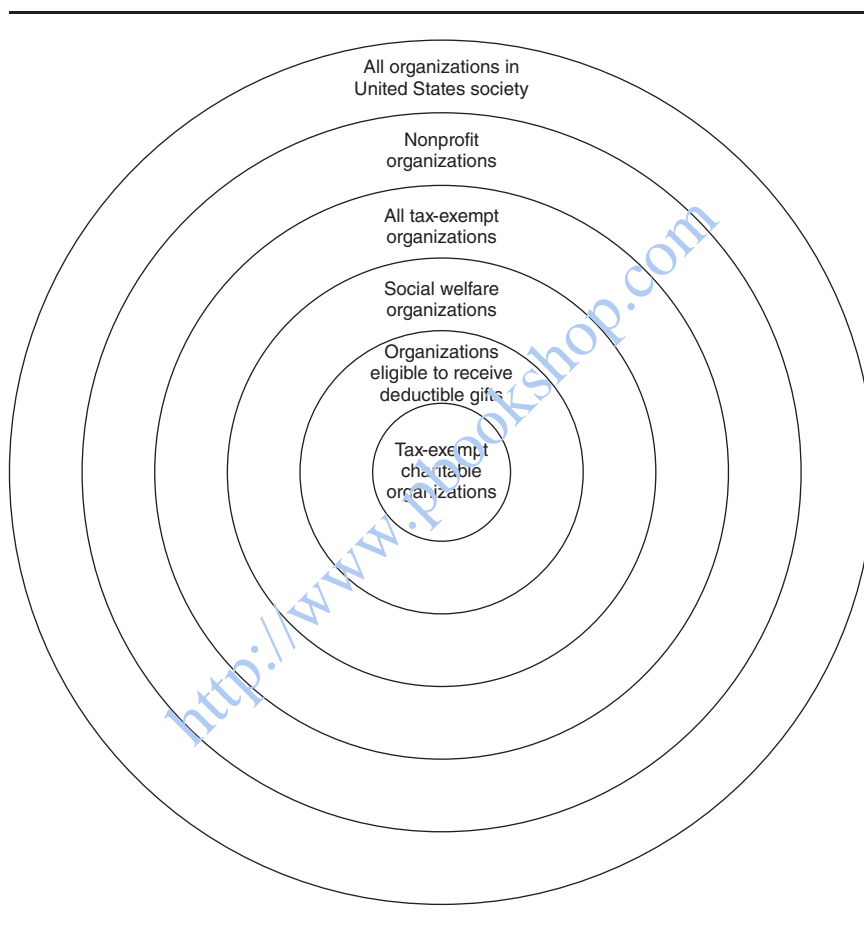 All organizations in
United States society
Nonprofit
organizations
All tax-exempt
organizations
Social welfare
organizations
Organizations
eligible to receive
deductible gifts
Tax-exempt
charitable
organizations
http://www.pbookshop.com